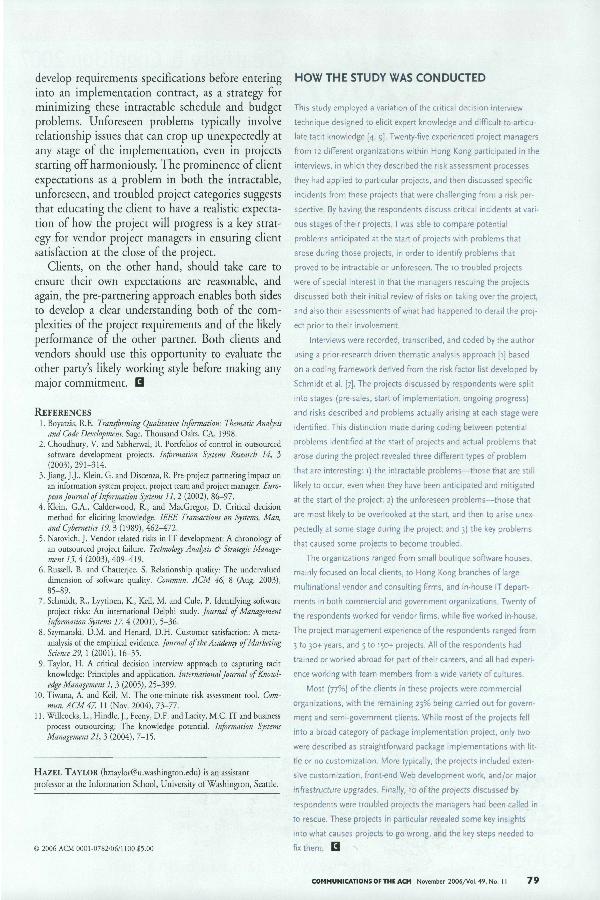 develop requirements specifications before entering
into an implementation contract, as a strategy for
minimizing these intractable schedule and budget
problems. Unforeseen problems typically involve
relationship issues that can crop up unexpectedly at
any stage of the implementation, even in projects
starting off harmoniously. The prominence of client
expectations as a problem in both the intractable,
unforeseen, and troubled project categories suggests
that educating the client to have a realistic expecta-
tion of how the project will progress is a key strat-
egy for vendor project managers in ensuring client
satisfaction at the close of the project.
Clients, on the other hand, should take care to
ensure their own expectations are reasonable, and
again, the pre-partnering approach enables both sides
to develop a clear understanding both of the com-
plexities of the project requirements and of the likely
performance of the other partner. Both clients and
vendors should use this opportunity to evaluate the
other party's likely working style before making any
major commitment. C
REFERENCES
1. Boyatzis, R.E. Transforming Qualitative Information: Thematic Analysis
and Code Development. Sage, Thousand Oaks, CA, 1998.
2. Choudhury, V. and Sabherwal, R. Portfolios of control in outsourced
software development projects. Information Systems Research 14, 3
(2003), 291–314.
3. Jiang, J.J., Klein, G. and Discenza, R. Pre-project partnering impact on
an information system project, project team and project manager. Euro-
pean Journal of Information Systems 11, 2 (2002), 86–97.
4. Klein, G.A., Calderwood, R., and MacGregor, D. Critical decision
method for eliciting knowledge. IEEE Transactions on Systems, Man,
and Cybernetics 19, 3 (1989), 462–472.
5. Natovich, J. Vendor related risks in IT development: A chronology of
an outsourced project failure. Technology Analysis & Strategic Manage-
ment 15, 4 (2003), 409–419.
6. Russell, B. and Chatterjee, S. Relationship quality: The undervalued
dimension of software quality. Commun. ACM 46, 8 (Aug. 2003),
85–89.
7. Schmidt, R., Lyytinen, K., Keil, M. and Cule, P. Identifying software
project risks: An international Delphi study. Journal of Management
Information Systems 17, 4 (2001), 5–36.
8. Szymanski, D.M. and Henard, D.H. Customer satisfaction: A meta-
analysis of the empirical evidence. Journal of the Academy of Marketing
Science 29, 1 (2001), 16–35.
9. Taylor, H. A critical decision interview approach to capturing tacit
knowledge: Principles and application. International Journal of Knowl-
edge Management 1, 3 (2005), 25–399.
10. Tiwana, A. and Keil, M. The one-minute risk assessment tool. Com-
mun. ACM 47, 11 (Nov. 2004), 73–77.
11. Willcocks, L., Hindle, J., Feeny, D.F. and Lacity, M.C. IT and business
process outsourcing: The knowledge potential. Information Systems
Management 21, 3 (2004), 7–15.
HAZEL TAYLOR (hztaylor@u.washington.edu) is an assistant
professor at the Information School, University of Washington, Seattle.
© 2006 ACM 0001-0782/06/1100 $5.00
HOW THE STUDY WAS CONDUCTED
This study employed a variation of the critical decision interview
technique designed to elicit expert knowledge and difficult-to-articu-
late tacit knowledge [4, 9]. Twenty-five experienced project managers
from 12 different organizations within Hong Kong participated in the
interviews, in which they described the risk assessment processes
they had applied to particular projects, and then discussed specific
incidents from these projects that were challenging from a risk per-
spective. By having the respondents discuss critical incidents at vari-
ous stages of their projects, I was able to compare potential
problems anticipated at the start of projects with problems that
arose during those projects, in order to identify problems that
proved to be intractable or unforeseen. The 10 troubled projects
were of special interest in that the managers rescuing the projects
discussed both their initial review of risks on taking over the project,
and also their assessments of what had happened to derail the proj-
ect prior to their involvement.
Interviews were recorded, transcribed, and coded by the author
using a prior-research driven thematic analysis approach [1] based
on a coding framework derived from the risk factor list developed by
Schmidt et al. [7]. The projects discussed by respondents were split
into stages (pre-sales, start of implementation, ongoing progress)
and risks described and problems actually arising at each stage were
identified. This distinction made during coding between potential
problems identified at the start of projects and actual problems that
arose during the project revealed three different types of problem
that are interesting: 1) the intractable problems—those that are still
likely to occur, even when they have been anticipated and mitigated
at the start of the project; 2) the unforeseen problems—those that
are most likely to be overlooked at the start, and then to arise unex-
pectedly at some stage during the project; and 3) the key problems
that caused some projects to become troubled.
The organizations ranged from small boutique software houses,
mainly focused on local clients, to Hong Kong branches of large
multinational vendor and consulting firms, and in-house IT depart-
ments in both commercial and government organizations. Twenty of
the respondents worked for vendor firms, while five worked in-house.
The project management experience of the respondents ranged from
3 to 30+ years, and 5 to 150+ projects. All of the respondents had
trained or worked abroad for part of their careers, and all had experi-
ence working with team members from a wide variety of cultures.
Most (77%) of the clients in these projects were commercial
organizations, with the remaining 23% being carried out for govern-
ment and semi-government clients. While most of the projects fell
into a broad category of package implementation project, only two
were described as straightforward package implementations with lit-
tle or no customization. More typically, the projects included exten-
sive customization, front-end Web development work, and/or major
infrastructure upgrades. Finally, 10 of the projects discussed by
respondents were troubled projects the managers had been called in
to rescue. These projects in particular revealed some key insights
into what causes projects to go wrong, and the key steps needed to
fix them. C
COMMUNICATIONS OF THE ACM November 2006/Vol. 49, No. 11 79